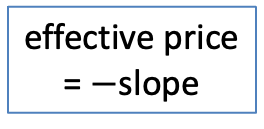 effective price
= −slope